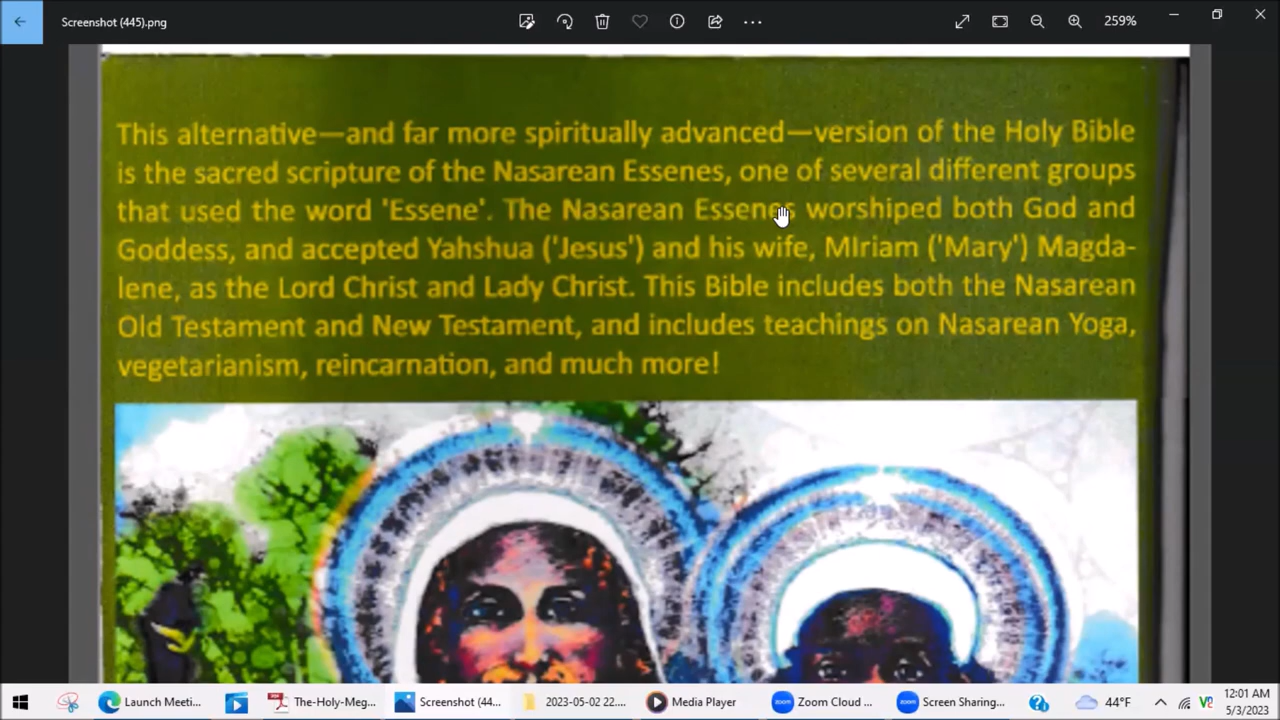 Screenshot (445).png
259%
This alternative—and far more spiritually advanced—version of the Holy Bible
is the sacred scripture of the Nasarean Essenes, one of several different groups
that used the word 'Essene'. The Nasarean Essenes worshiped both God and
Goddess, and accepted Yahshua ('Jesus') and his wife, MIriam ('Mary') Magda-
lene, as the Lord Christ and Lady Christ. This Bible includes both the Nasarean
Old Testament and New Testament, and includes teachings on Nasarean Yoga,
vegetarianism, reincarnation, and much more!
Launch Meeti... The-Holy-Meg... Screenshot (44... 2023-05-02 22.... Media Player Zoom Cloud ... Screen Sharing... 44°F 12:01 AM
5/3/2023